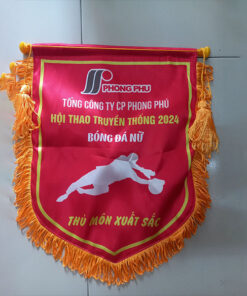 PHONG PHÚ
TỔNG CÔNG TY CP PHONG PHÚ
HỘI THAO TRUYỀN THỐNG 2024
BÓNG ĐÁ NỮ
THỦ MÔN XUẤT SẮC